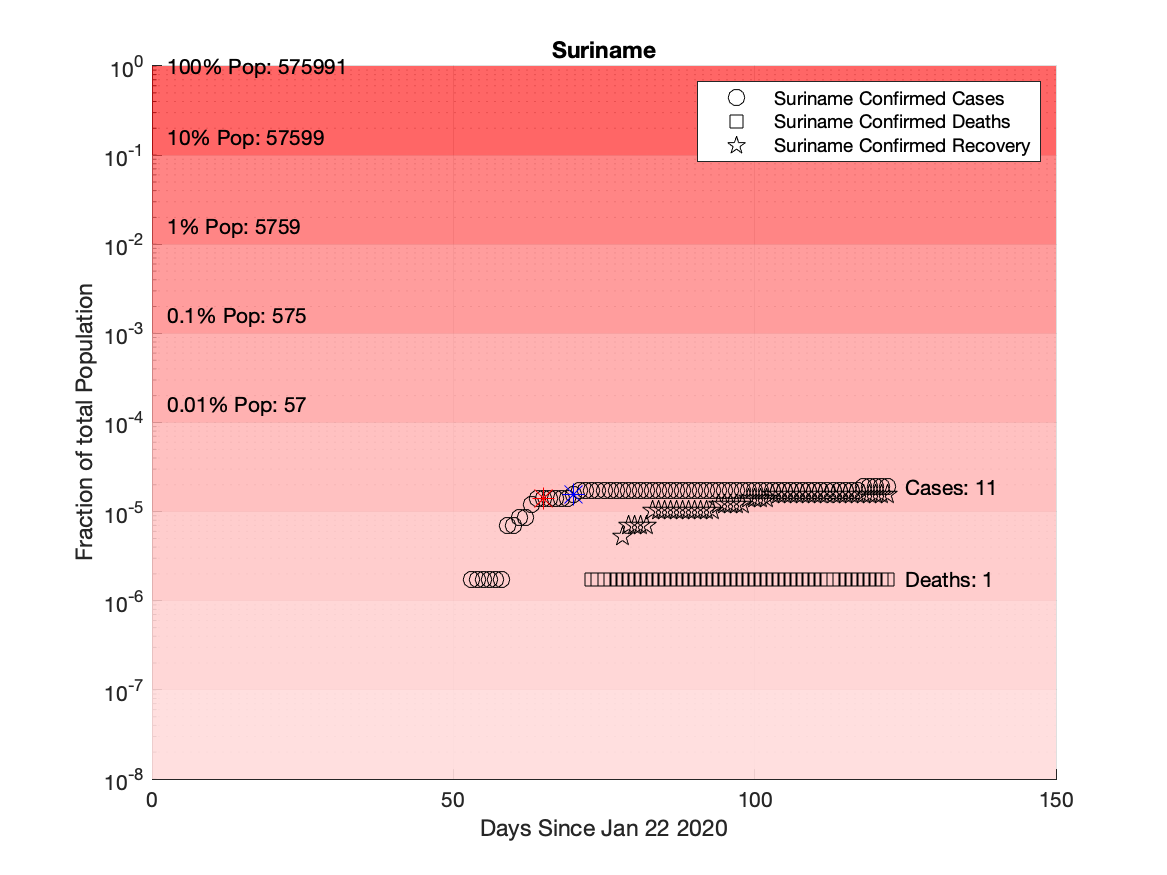 Suriname
10^0
100% Pop: 575991
Suriname Confirmed Cases
Suriname Confirmed Deaths
Suriname Confirmed Recovery
10% Pop: 57599
10^-1
1% Pop: 5759
10^-2
0.1% Pop: 575
10^-3
0.01% Pop: 57
10^-4
Cases: 11
10^-5
Deaths: 1
10^-6
10^-7
10^-8
Fraction of total Population
0
50
100
150
Days Since Jan 22 2020